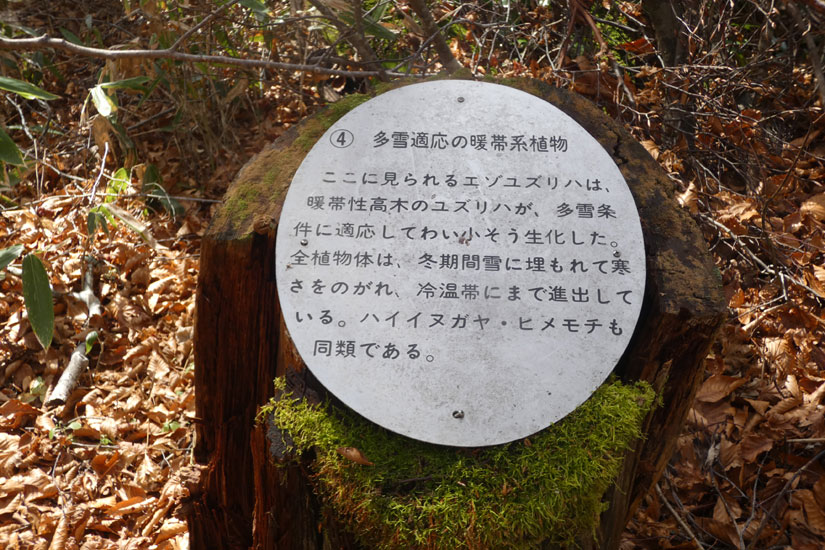 ④ 多雪適応の暖帯系植物
ここに見られるエゾユズリハは、
暖帯性高木のユズリハが、多雪条
件に適応してわい小そう生化した。
全植物体は、冬期間雪に埋もれて寒
さをのがれ、冷温帯にまで進出して
いる。ハイイヌガヤ・ヒメモチも
同類である。